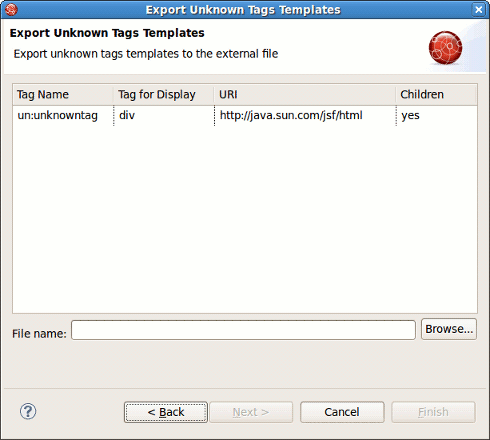 Export Unknown Tags Templates
Export Unknown Tags Templates
Export unknown tags templates to the external file
Tag Name Tag for Display URI Children
un:unknowntag div http://java.sun.com/jsf/html yes
File name: Browse...
? < Back Next > Cancel Finish